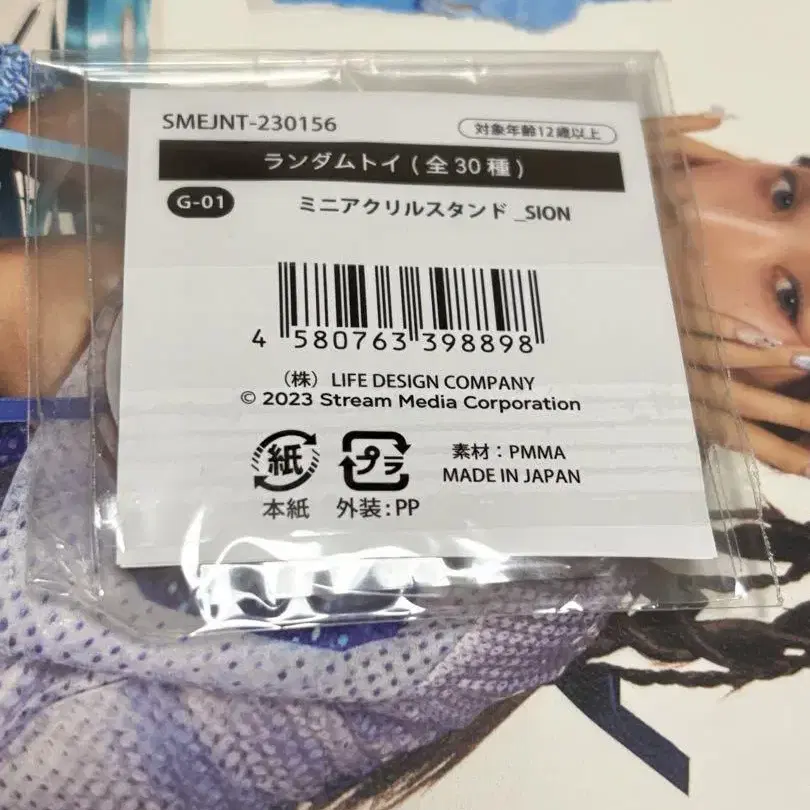 SMEJNT-230156
対象年齢12歳以上
ランダムトイ(全30種)
G-01 ミニアクリルスタンド_SION
4 580763 398898
（株）LIFE DESIGN COMPANY
© 2023 Stream Media Corporation
紙 プラ 素材：PMMA
本紙 外装:PP MADE IN JAPAN